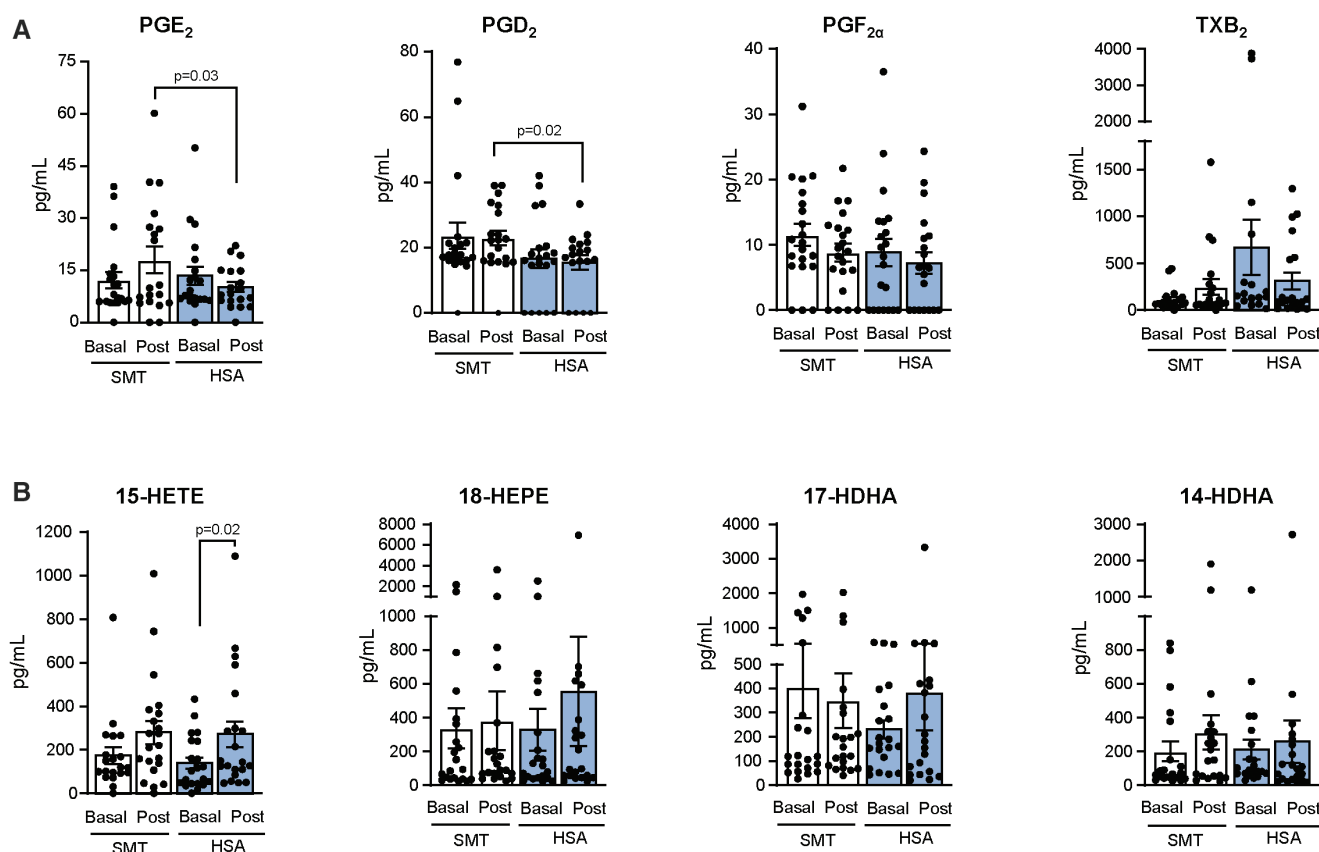 A
PGE2
PGD2
PGF2α
TXB2
75
60
45
30
15
0
pg/mL
p=0.03
Basal Post Basal Post
SMT HSA
80
60
40
20
0
pg/mL
p=0.02
Basal Post Basal Post
SMT HSA
40
30
20
10
0
pg/mL
Basal Post Basal Post
SMT HSA
4000
3000
2000
1500
1000
500
0
pg/mL
Basal Post Basal Post
SMT HSA
B
15-HETE
18-HEPE
17-HDHA
14-HDHA
1200
1000
800
600
400
200
0
pg/mL
p=0.02
Basal Post Basal Post
SMT HSA
8000
6000
4000
2000
1000
800
600
400
200
0
pg/mL
Basal Post Basal Post
SMT HSA
4000
3000
2000
1000
500
400
300
200
100
0
pg/mL
Basal Post Basal Post
SMT HSA
3000
2000
1000
800
600
400
200
0
pg/mL
Basal Post Basal Post
SMT HSA